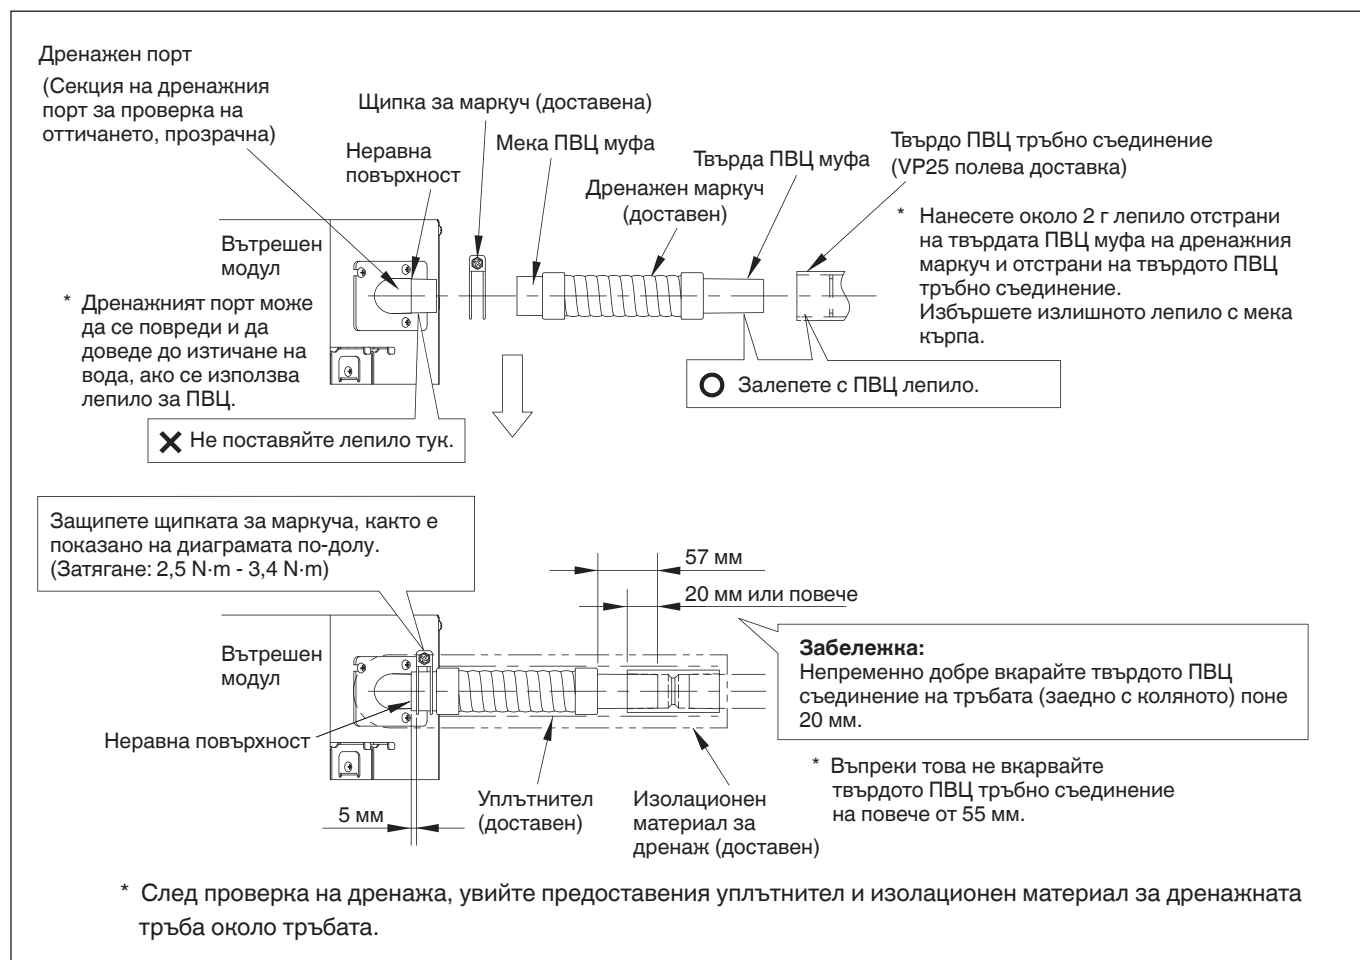 Дренажен порт
(Секция на дренажния
порт за проверка на
оттичането, прозрачна)
Щипка за маркуч (доставена)
Неравна
повърхност
Мека ПВЦ муфа
Дренажен маркуч
(доставен)
Твърда ПВЦ муфа
Твърдо ПВЦ тръбно съединение
(VP25 полева доставка)
* Нанесете около 2 г лепило отстрани
на твърдата ПВЦ муфа на дренажния
маркуч и отстрани на твърдото ПВЦ
тръбно съединение.
Избършете излишното лепило с мека
кърпа.
Вътрешен
модул
* Дренажният порт може
да се повреди и да
доведе до изтичане на
вода, ако се използва
лепило за ПВЦ.
Не поставяйте лепило тук.
Залепете с ПВЦ лепило.
Защипете щипката за маркуча, както е
показано на диаграмата по-долу.
(Затягане: 2,5 N·m - 3,4 N·m)
57 мм
20 мм или повече
Вътрешен
модул
Забележка:
Непременно добре вкарайте твърдото ПВЦ
съединение на тръбата (заедно с коляното) поне
20 мм.
Неравна повърхност
* Въпреки това не вкарвайте
твърдото ПВЦ тръбно съединение
на повече от 55 мм.
5 мм
Уплътнител
(доставен)
Изолационен
материал за
дренаж (доставен)
* След проверка на дренажа, увийте предоставения уплътнител и изолационен материал за дренажната
тръба около тръбата.